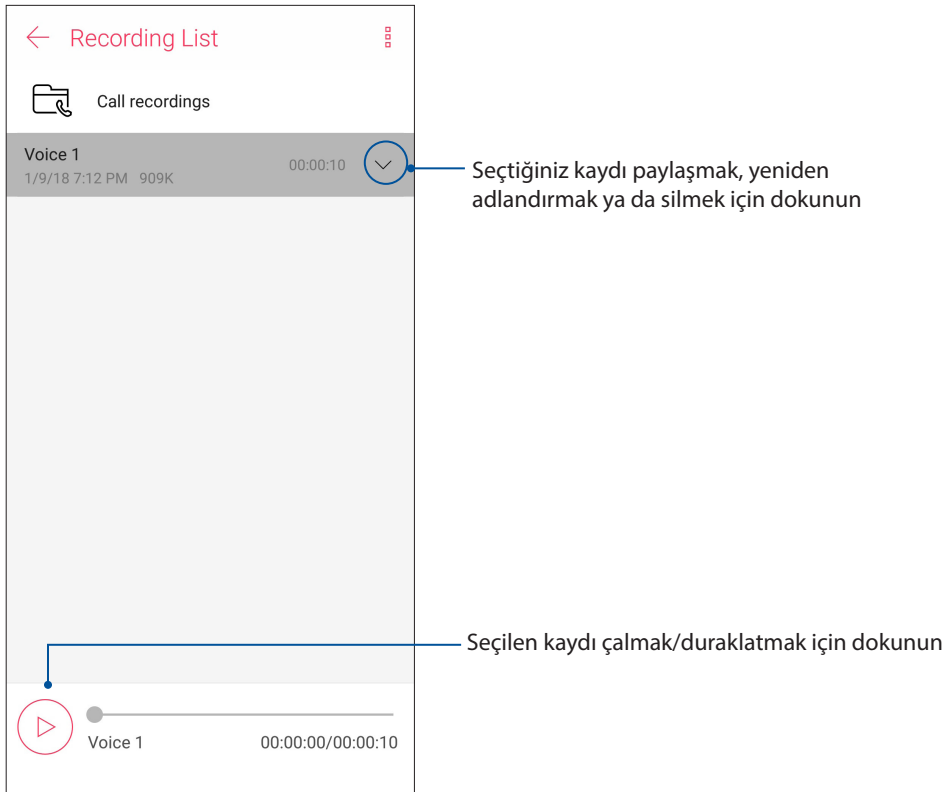 Recording List
Call recordings
Voice 1
00:00:10
1/9/18 7:12 PM 909K
Seçtiğiniz kaydı paylaşmak, yeniden
adlandırmak ya da silmek için dokunun
Seçilen kaydı çalmak/duraklatmak için dokunun
Voice 1 00:00:00/00:00:10